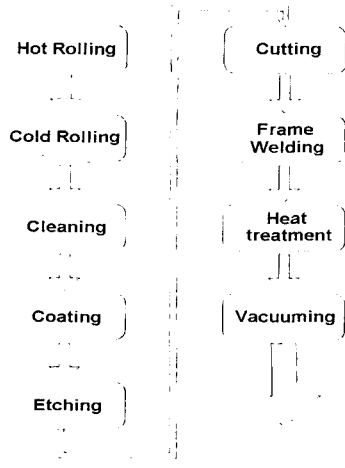 Hot Rolling
Cold Rolling
Cleaning
Coating
Etching
Cutting
Frame
Welding
Heat
treatment
Vacuuming